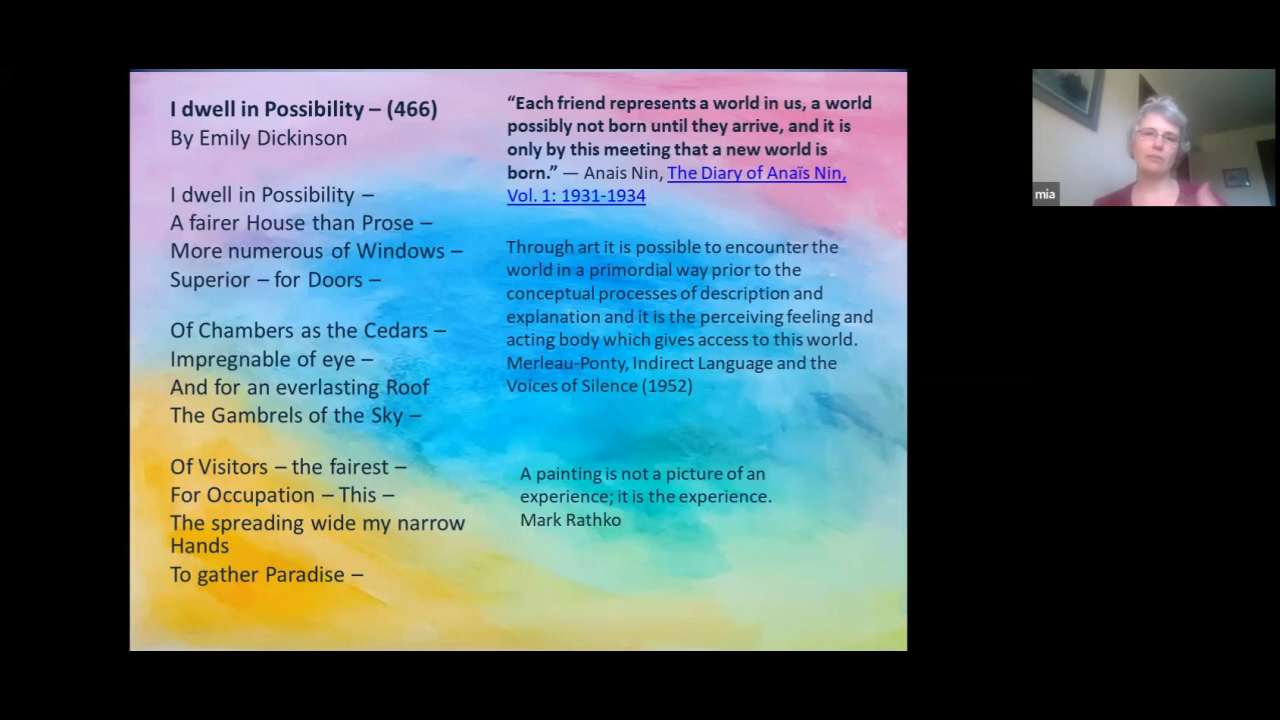 I dwell in Possibility – (466)
By Emily Dickinson
I dwell in Possibility –
A fairer House than Prose –
More numerous of Windows –
Superior – for Doors –
Of Chambers as the Cedars –
Impregnable of eye –
And for an everlasting Roof
The Gambrels of the Sky –
Of Visitors – the fairest –
For Occupation – This –
The spreading wide my narrow
Hands
To gather Paradise –
“Each friend represents a world in us, a world
possibly not born until they arrive, and it is
only by this meeting that a new world is
born.” — Anais Nin, The Diary of Anaïs Nin,
Vol. 1: 1931-1934
Through art it is possible to encounter the
world in a primordial way prior to the
conceptual processes of description and
explanation and it is the perceiving feeling and
acting body which gives access to this world.
Merleau-Ponty, Indirect Language and the
Voices of Silence (1952)
A painting is not a picture of an
experience; it is the experience.
Mark Rathko
mia